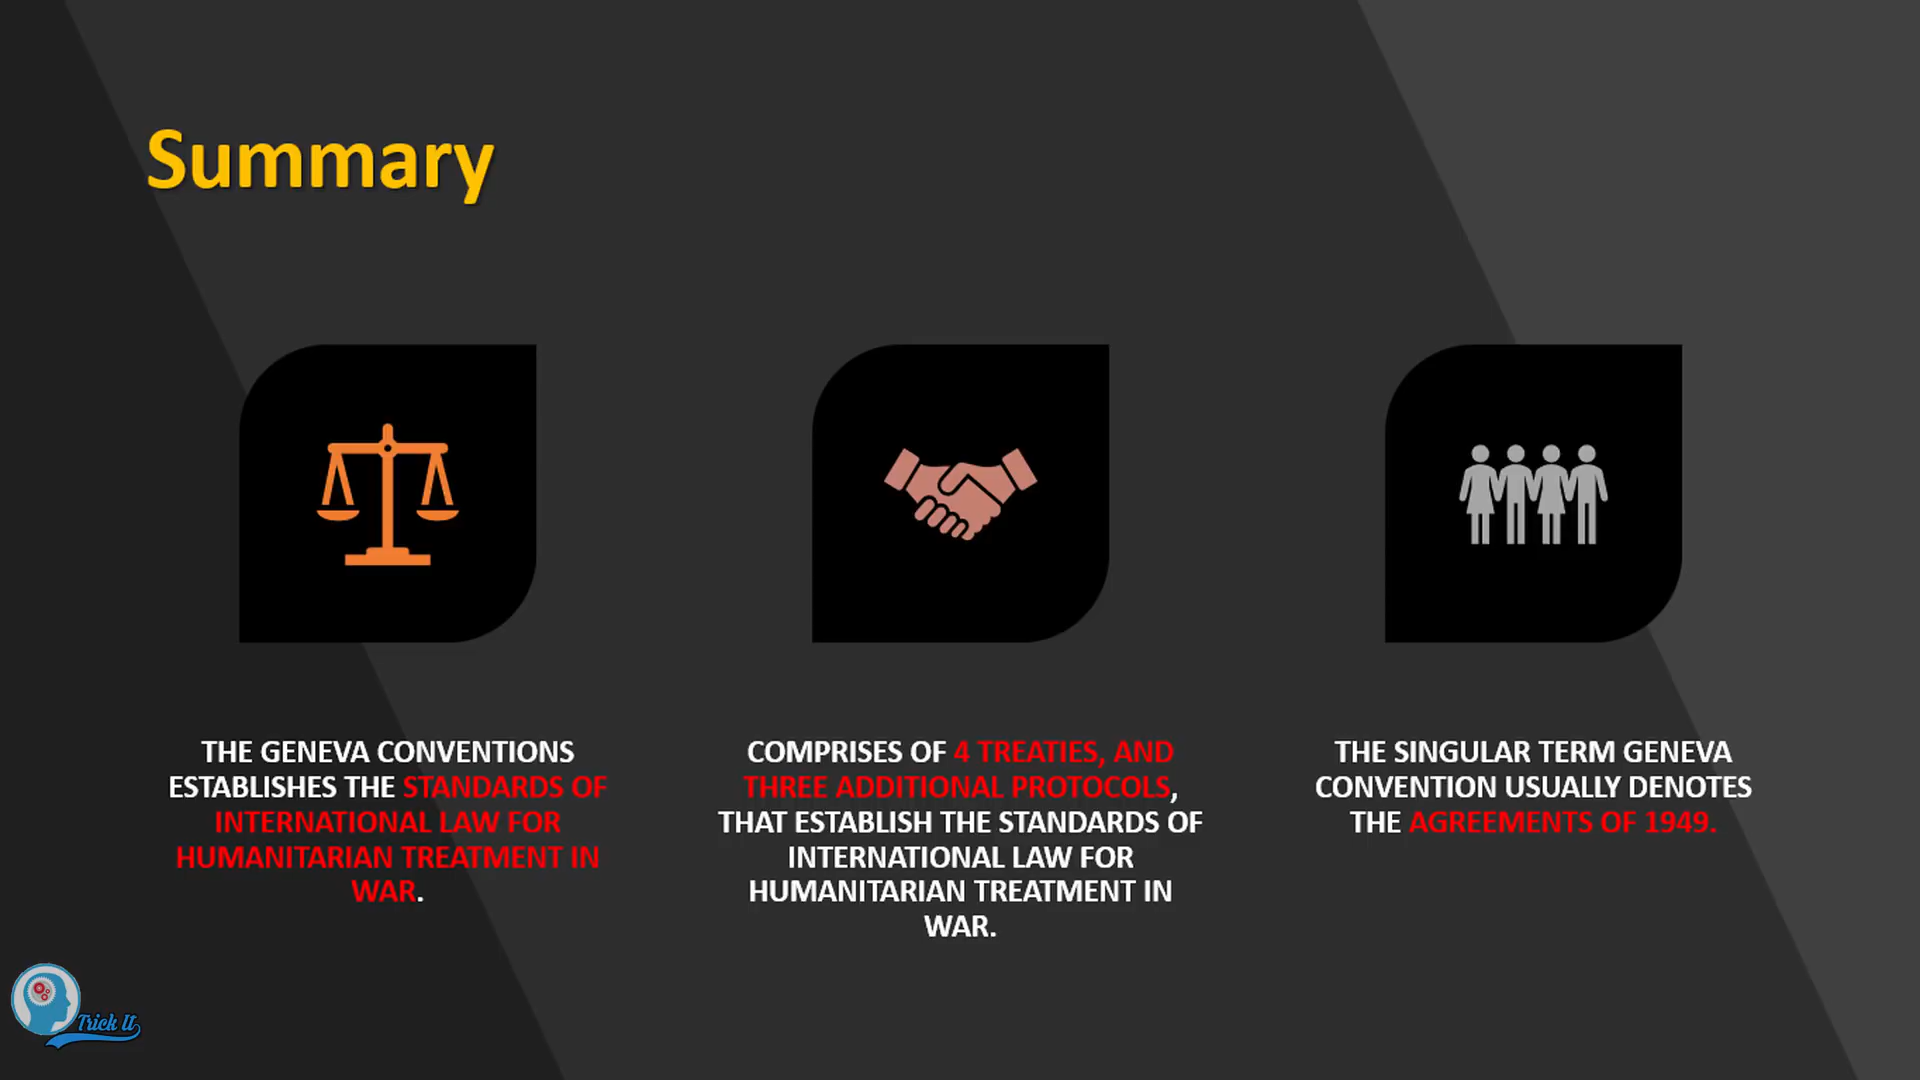 Summary
THE GENEVA CONVENTIONS
ESTABLISHES THE STANDARDS OF
INTERNATIONAL LAW FOR
HUMANITARIAN TREATMENT IN
WAR.
COMPRISES OF 4 TREATIES, AND
THREE ADDITIONAL PROTOCOLS,
THAT ESTABLISH THE STANDARDS OF
INTERNATIONAL LAW FOR
HUMANITARIAN TREATMENT IN
WAR.
THE SINGULAR TERM GENEVA
CONVENTION USUALLY DENOTES
THE AGREEMENTS OF 1949.
Trick It